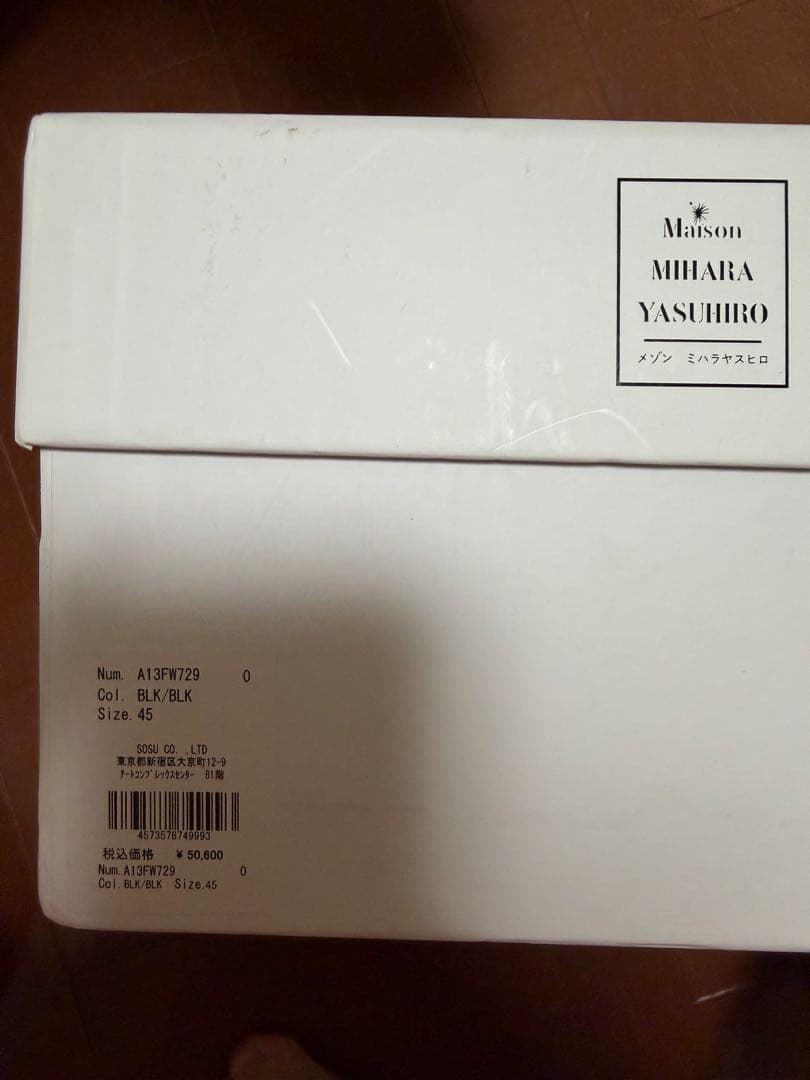 Maison
MIHARA
YASUHIRO
メゾン ミハラヤスヒロ
Num. A13FW729 0
Col. BLK/BLK
Size. 45
SOSU CO. ,LTD
東京都新宿区大京町12-9
ｱｰﾄｺﾝﾌﾟﾚｯｸｽｾﾝﾀｰ B1階
4573578749993
税込価格 ¥ 50,600
Num. A13FW729 0
Col. BLK/BLK Size. 45